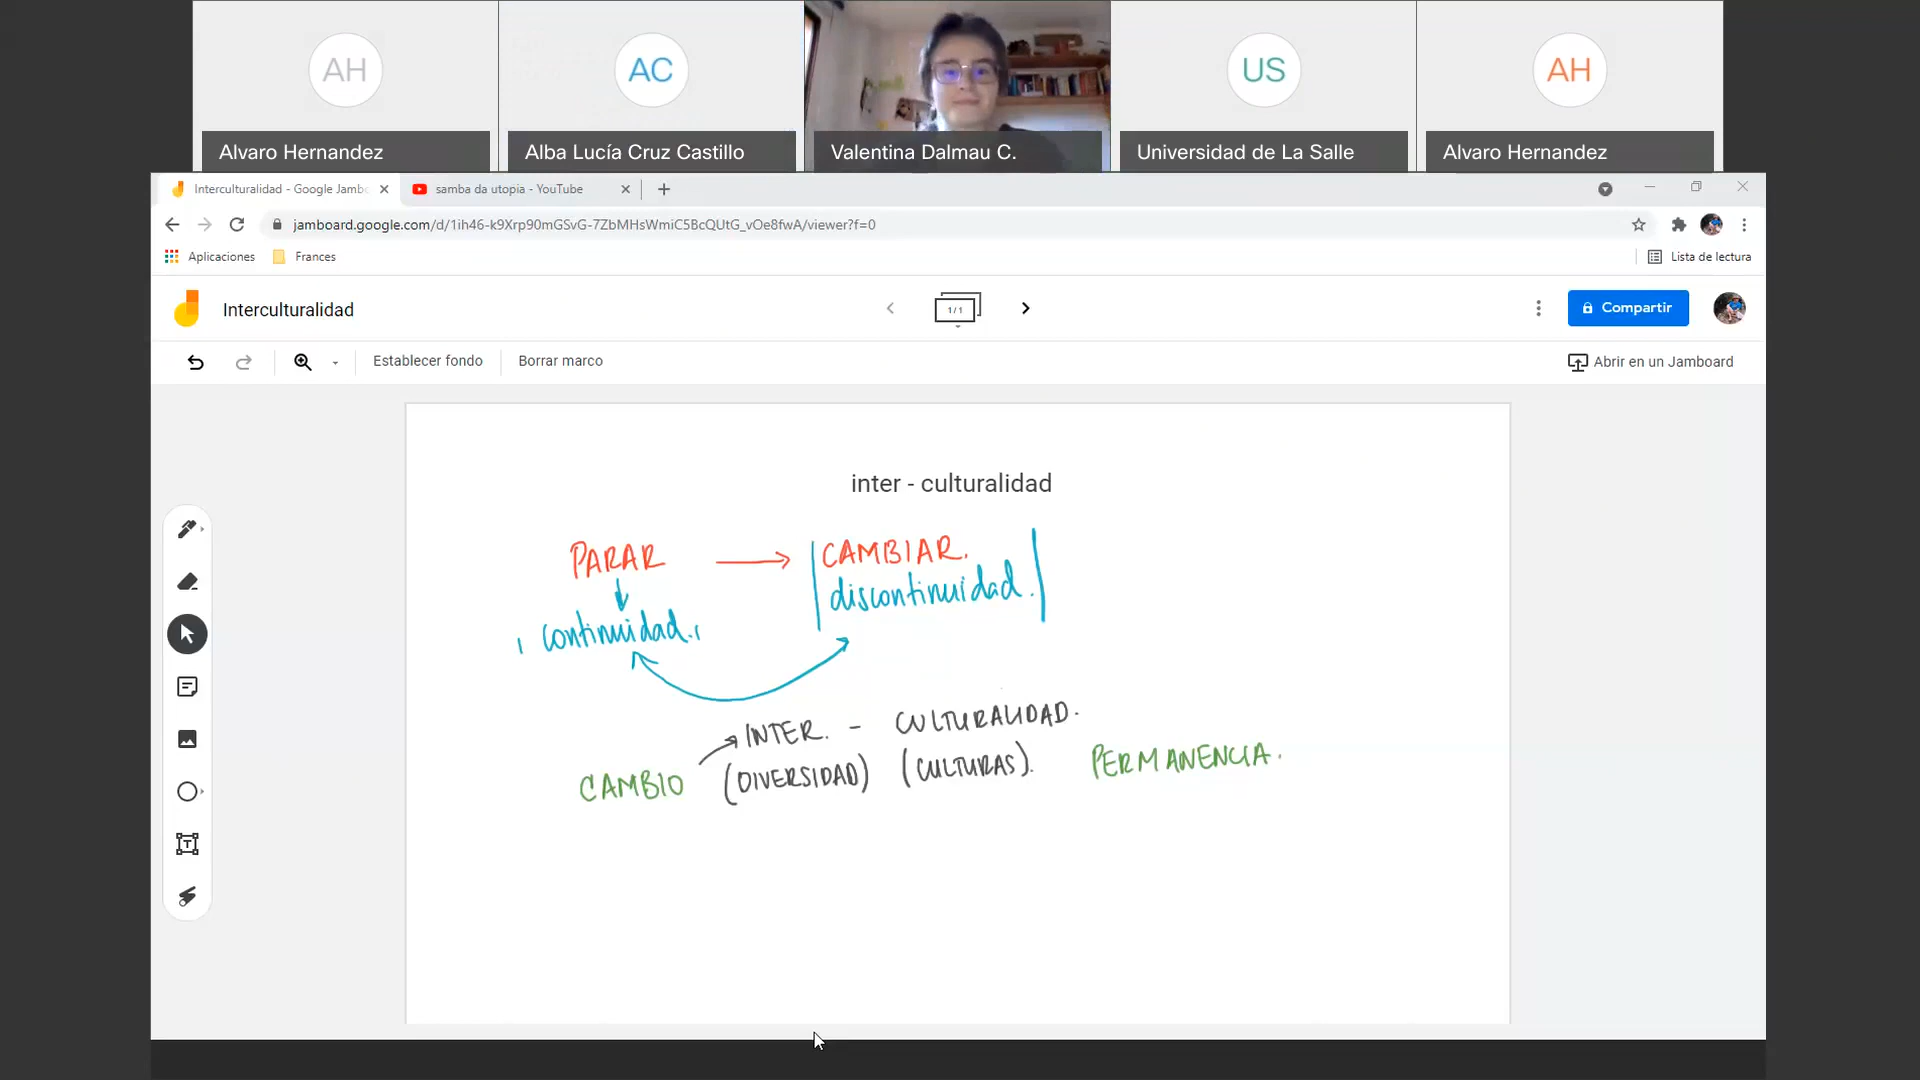 AH
AC
US
AH
Alvaro Hernandez
Alba Lucía Cruz Castillo
Valentina Dalmau C.
Universidad de La Salle
Alvaro Hernandez
Interculturalidad - Google Jambo
samba da utopia - YouTube
jamboard.google.com/d/1ih46-k9Xrp90mGSvG-7ZbMHsWmiC5BcQUtG_vOe8fwA/viewer?f=0
Aplicaciones
Frances
Lista de lectura
Interculturalidad
1/1
Compartir
Establecer fondo
Borrar marco
Abrir en un Jamboard
inter - culturalidad
PARAR → CAMBIAR.
discontinuidad.
continuidad.
INTER. - CULTURALIDAD.
CAMBIO (DIVERSIDAD) (CULTURAS). PERMANENCIA.